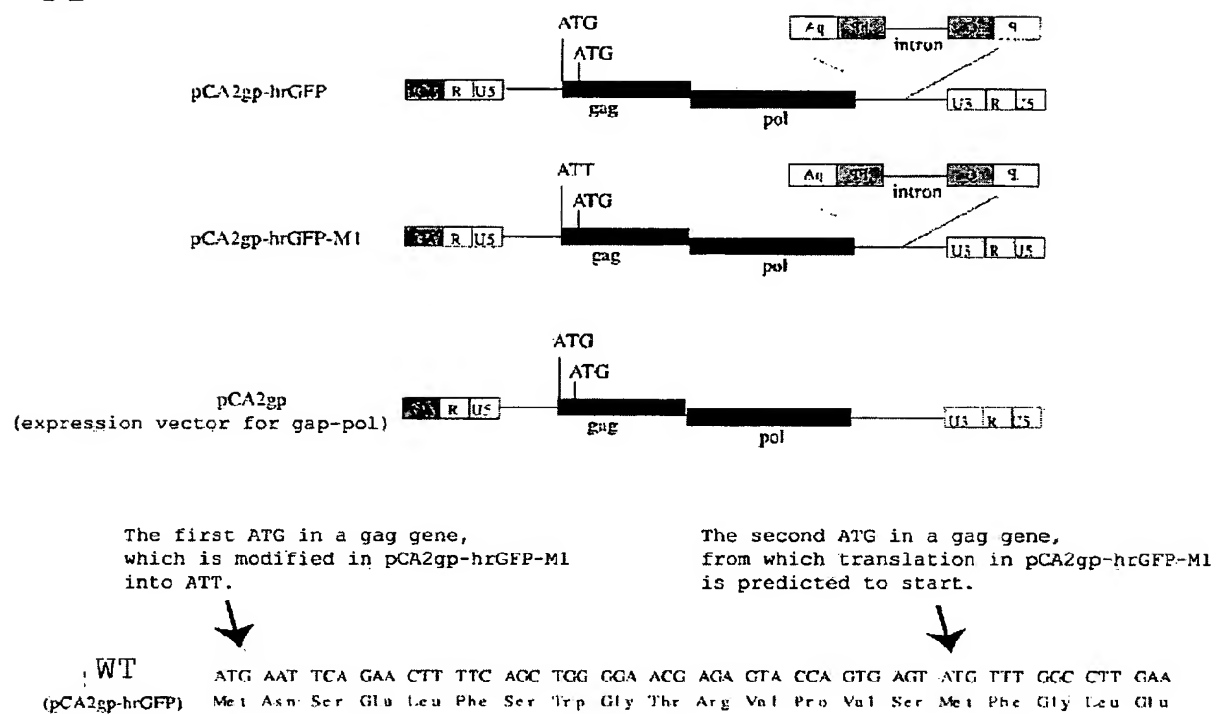 ATG
ATG
Aq
intron
pCA2gp-hrGFP
R U5
gag
pol
U3 R U5
ATT
ATG
Aq
intron
pCA2gp-hrGFP-M1
R U5
gag
pol
U3 R U5
ATG
ATG
pCA2gp
(expression vector for gap-pol)
R U5
gag
pol
U3 R U5
The first ATG in a gag gene,
which is modified in pCA2gp-hrGFP-M1
into ATT.
The second ATG in a gag gene,
from which translation in pCA2gp-hrGFP-M1
is predicted to start.
WT
(pCA2gp-hrGFP)
ATG AAT TCA GAA CTT TTC AGC TGG GGA ACG AGA GTA CCA GTG AGT ATG TTT GGC CTT GAA
Met Asn Ser Glu Leu Phe Ser Trp Gly Thr Arg Val Pro Val Ser Met Phe Gly Leu Glu